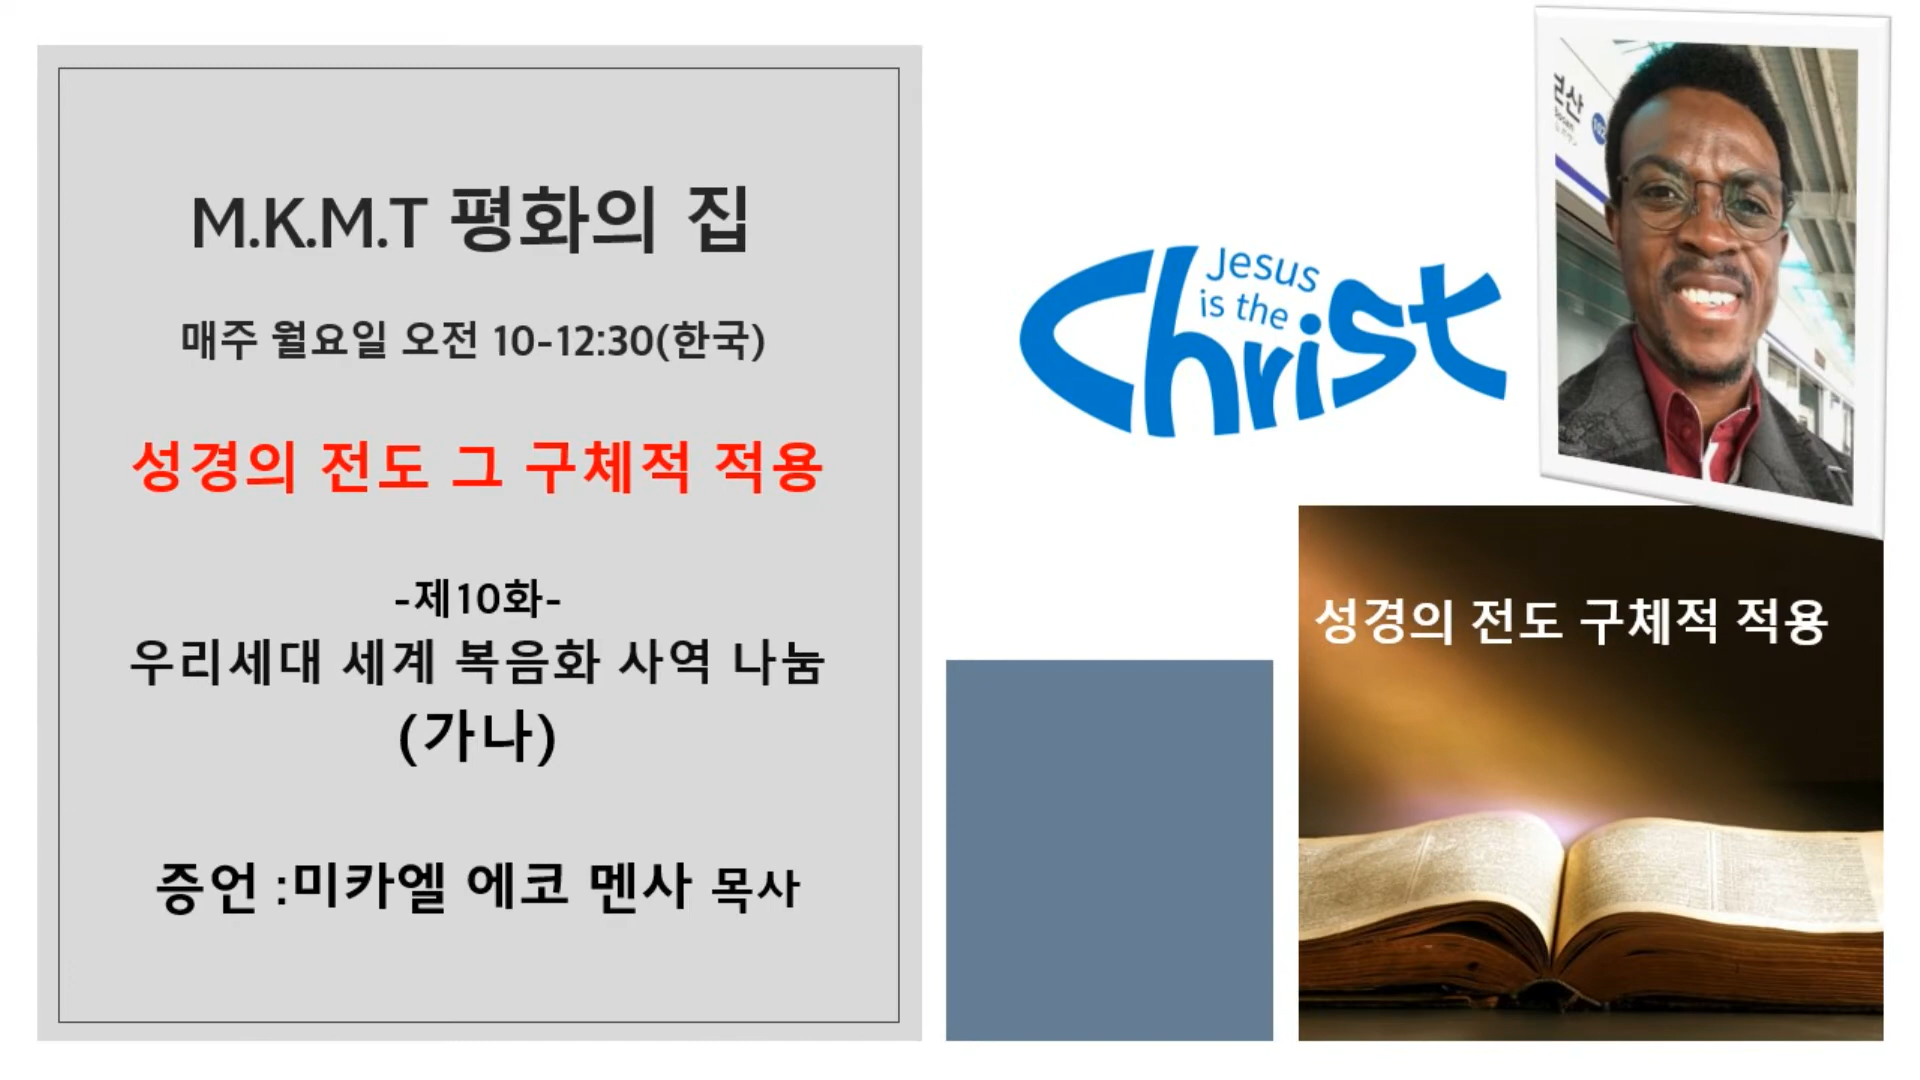 M.K.M.T 평화의 집
매주 월요일 오전 10-12:30(한국)
성경의 전도 그 구체적 적용
-제10화-
우리세대 세계 복음화 사역 나눔
(가나)
증언 :미카엘 에코 멘사 목사
Jesus
is the
Christ
산
성경의 전도 구체적 적용